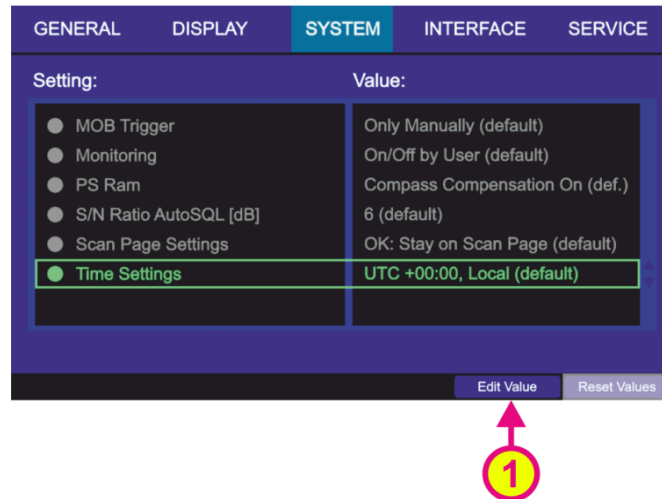 GENERAL DISPLAY SYSTEM INTERFACE SERVICE
Setting: Value:
MOB Trigger Only Manually (default)
Monitoring On/Off by User (default)
PS Ram Compass Compensation On (def.)
S/N Ratio AutoSQL [dB] 6 (default)
Scan Page Settings OK: Stay on Scan Page (default)
Time Settings UTC +00:00, Local (default)
Edit Value Reset Values
1